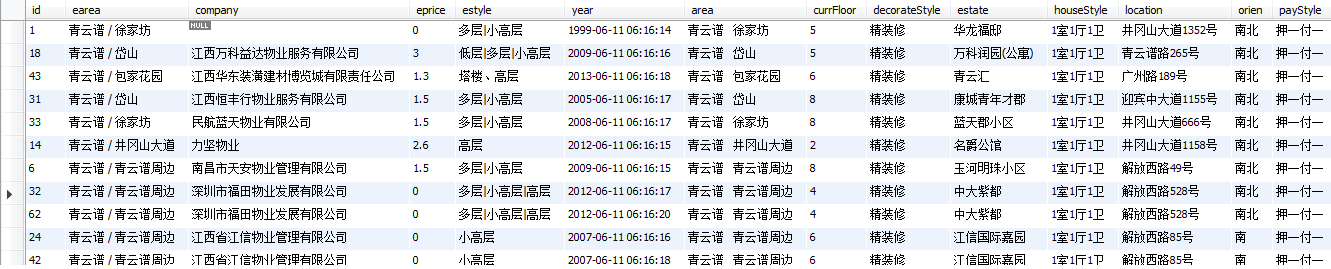 id earea company eprice estyle year area currFloor decorateStyle estate houseStyle location orien payStyle
1 青云谱 / 徐家坊 NULL 0 多层|小高层 1999-06-11 06:16:14 青云谱 徐家坊 5 精装修 华龙福邸 1室1厅1卫 井冈山大道1352号 南北 押一付一
18 青云谱 / 岱山 江西万科益达物业服务有限公司 3 低层|多层|小高层 2009-06-11 06:16:16 青云谱 岱山 5 精装修 万科润园(公寓) 1室1厅1卫 青云谱路265号 南北 押一付一
43 青云谱 / 包家花园 江西华东装潢建材博览城有限责任公司 1.3 塔楼、高层 2013-06-11 06:16:18 青云谱 包家花园 6 精装修 青云汇 1室1厅1卫 广州路189号 南北 押一付一
31 青云谱 / 岱山 江西恒丰行物业服务有限公司 1.5 多层|小高层 2005-06-11 06:16:17 青云谱 岱山 8 精装修 康城青年才郡 1室1厅1卫 迎宾中大道1155号 南北 押一付一
33 青云谱 / 徐家坊 民航蓝天物业有限公司 1.5 多层|小高层 2008-06-11 06:16:17 青云谱 徐家坊 8 精装修 蓝天郡小区 1室1厅1卫 井冈山大道666号 南北 押一付一
14 青云谱 / 井冈山大道 力坚物业 2.6 高层 2012-06-11 06:16:15 青云谱 井冈山大道 2 精装修 名爵公馆 1室1厅1卫 井冈山大道1158号 南北 押一付一
6 青云谱 / 青云谱周边 南昌市天安物业管理有限公司 1.5 多层|小高层 2009-06-11 06:16:15 青云谱 青云谱周边 8 精装修 玉河明珠小区 1室1厅1卫 解放西路49号 南北 押一付一
32 青云谱 / 青云谱周边 深圳市福田物业发展有限公司 0 多层|小高层|高层 2012-06-11 06:16:17 青云谱 青云谱周边 4 精装修 中大紫都 1室1厅1卫 解放西路528号 南北 押一付一
62 青云谱 / 青云谱周边 深圳市福田物业发展有限公司 0 多层|小高层|高层 2012-06-11 06:16:20 青云谱 青云谱周边 4 精装修 中大紫都 1室1厅1卫 解放西路528号 南北 押一付一
24 青云谱 / 青云谱周边 江西省江信物业管理有限公司 0 小高层 2007-06-11 06:16:16 青云谱 青云谱周边 6 精装修 江信国际嘉园 1室1厅1卫 解放西路85号 南 押一付一
42 青云谱 / 青云谱周边 江西省江信物业管理有限公司 0 小高层 2007-06-11 06:16:18 青云谱 青云谱周边 6 精装修 江信国际嘉园 1室1厅1卫 解放西路85号 南北 押一付一